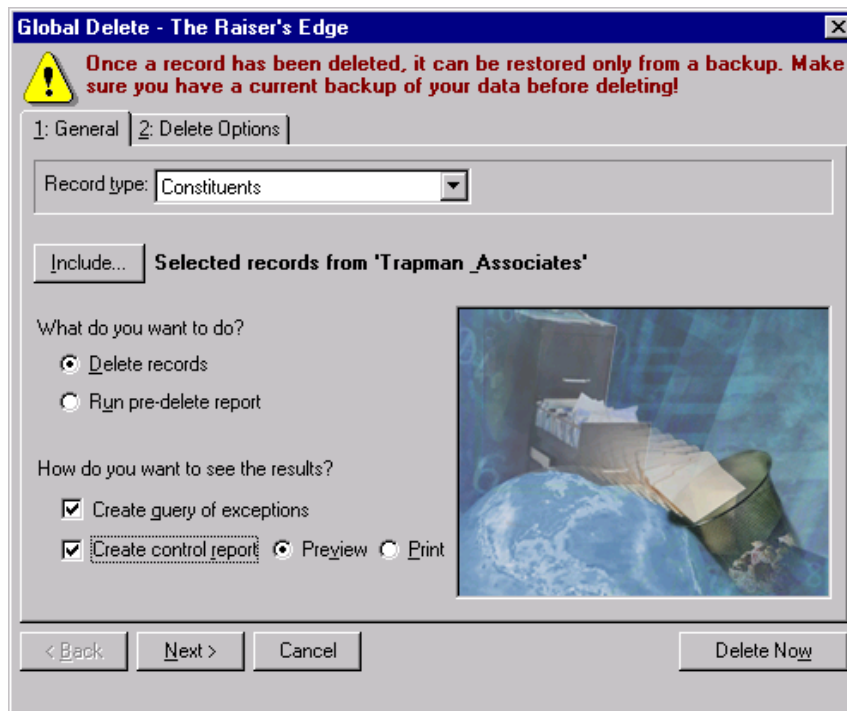 Global Delete - The Raiser's Edge
Once a record has been deleted, it can be restored only from a backup. Make
sure you have a current backup of your data before deleting!
1: General
2: Delete Options
Record type:
Constituents
Include...
Selected records from 'Trapman _Associates'
What do you want to do?
Delete records
Run pre-delete report
How do you want to see the results?
Create query of exceptions
Create control report
Preview
Print
< Back
Next >
Cancel
Delete Now